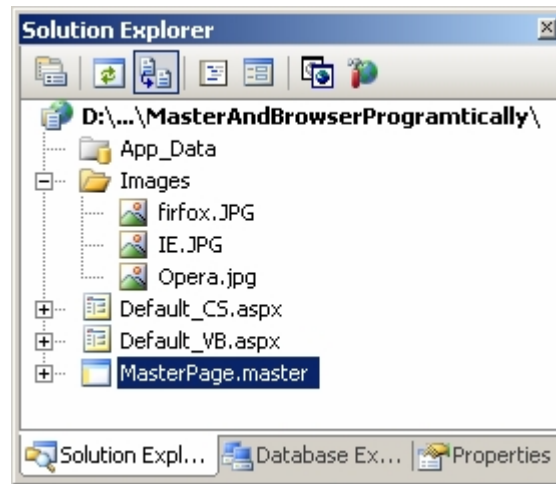 Solution Explorer
D:\...\MasterAndBrowserProgramtically\
App_Data
Images
firfox.JPG
IE.JPG
Opera.jpg
Default_CS.aspx
Default_VB.aspx
MasterPage.master
Solution Expl... Database Ex... Properties